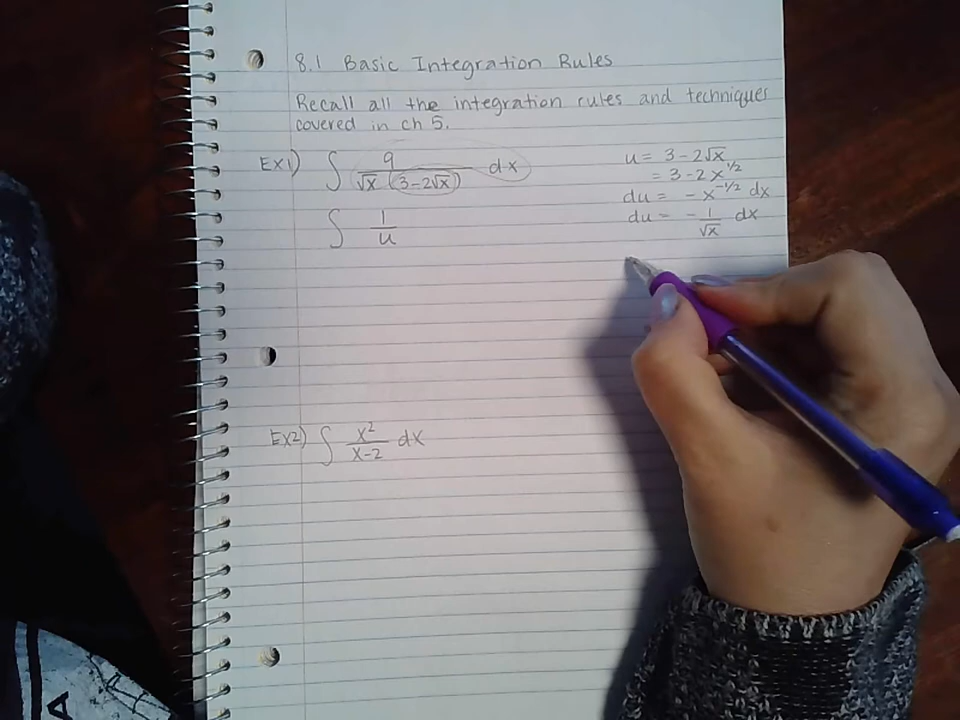 8.1 Basic Integration Rules
Recall all the integration rules and techniques
covered in ch 5.
Ex1) ∫ 9/(√x (3-2√x)) dx
u = 3-2√x
= 3-2x^1/2
du = -x^-1/2 dx
du = -1/√x dx
∫ 1/u
Ex2) ∫ x²/(x-2) dx